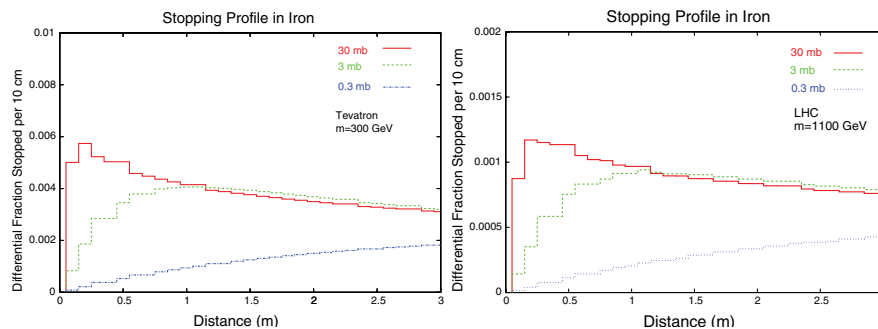 Stopping Profile in Iron
Differential Fraction Stopped per 10 cm
0.01
0.008
0.006
0.004
0.002
0
30 mb
3 mb
0.3 mb
Tevatron
m=300 GeV
0 0.5 1 1.5 2 2.5 3
Distance (m)
Stopping Profile in Iron
Differential Fraction Stopped per 10 cm
0.002
0.0015
0.001
0.0005
0
30 mb
3 mb
0.3 mb
LHC
m=1100 GeV
0 0.5 1 1.5 2 2.5 3
Distance (m)